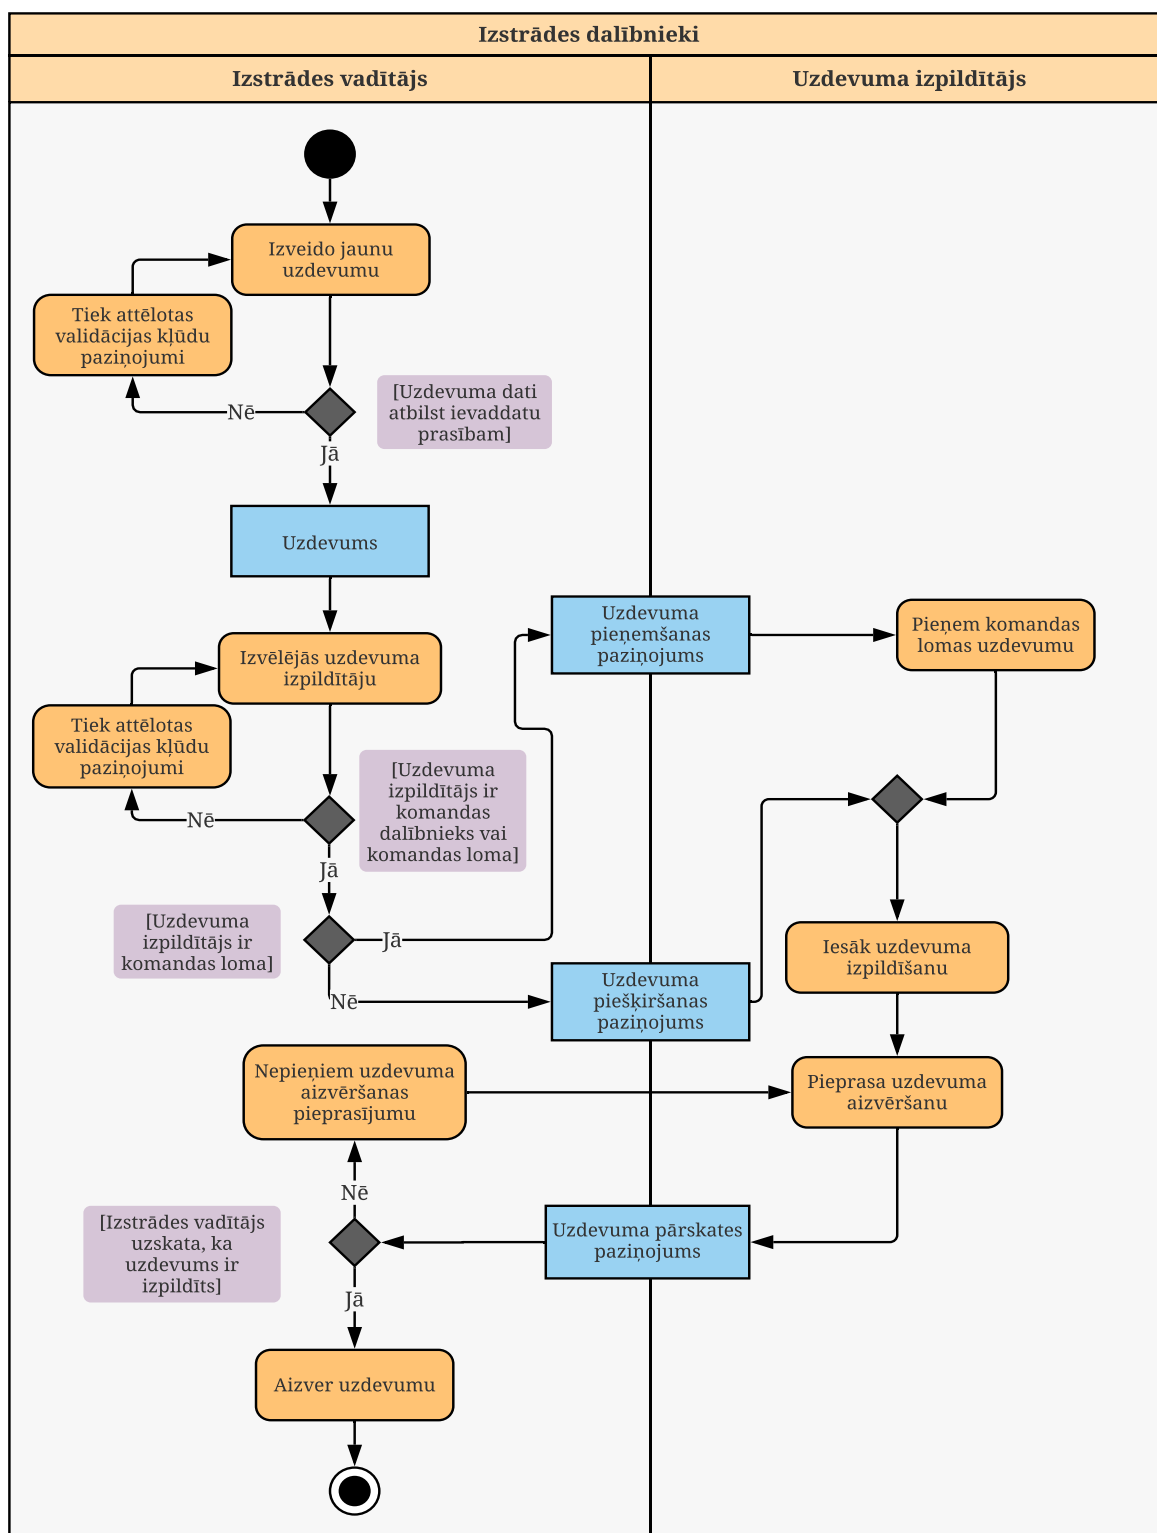 Izstrādes dalībnieki
Izstrādes vadītājs
Uzdevuma izpildītājs
Izveido jaunu
uzdevumu
Tiek attēlotas
validācijas kļūdu
paziņojumi
[Uzdevuma dati
atbilst ievaddatu
prasībam]
Nē
Jā
Uzdevums
Uzdevuma
pieņemšanas
paziņojums
Pieņem komandas
lomas uzdevumu
Izvēlējās uzdevuma
izpildītāju
Tiek attēlotas
validācijas kļūdu
paziņojumi
[Uzdevuma
izpildītājs ir
komandas
dalībnieks vai
komandas loma]
Nē
Jā
[Uzdevuma
izpildītājs ir
komandas loma]
Jā
Iesāk uzdevuma
izpildīšanu
Nē
Uzdevuma
piešķiršanas
paziņojums
Nepieņiem uzdevuma
aizvēršanas
pieprasījumu
Pieprasa uzdevuma
aizvēršanu
Nē
[Izstrādes vadītājs
uzskata, ka
uzdevums ir
izpildīts]
Uzdevuma pārskates
paziņojums
Jā
Aizver uzdevumu